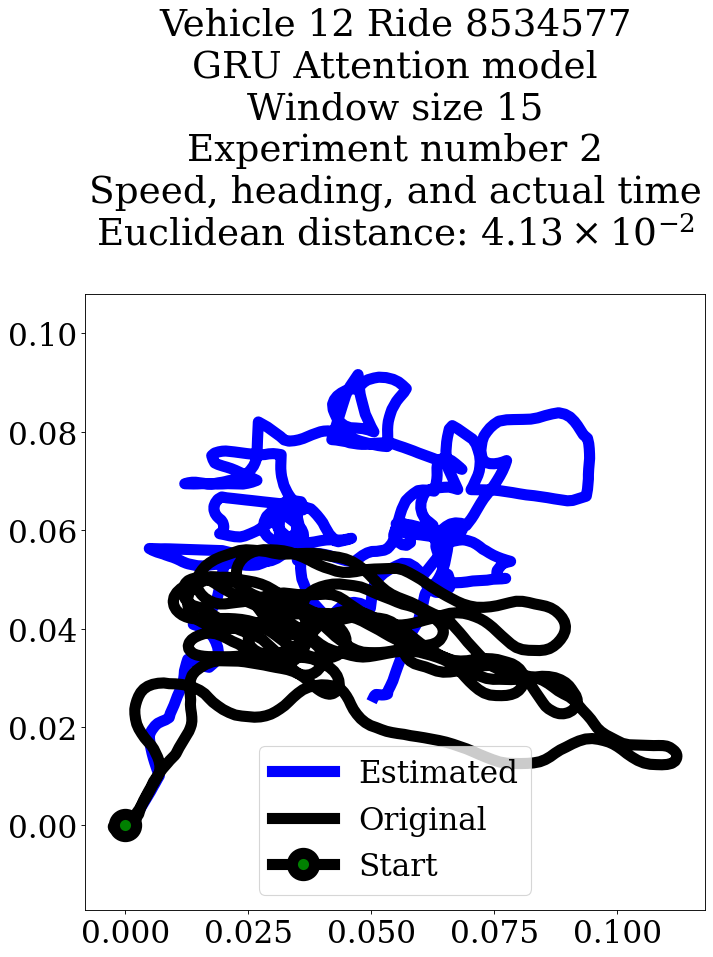 Vehicle 12 Ride 8534577
GRU Attention model
Window size 15
Experiment number 2
Speed, heading, and actual time
Euclidean distance: 4.13 × 10⁻²
0.10
0.08
0.06
0.04
0.02
0.00
Estimated
Original
Start
0.000 0.025 0.050 0.075 0.100